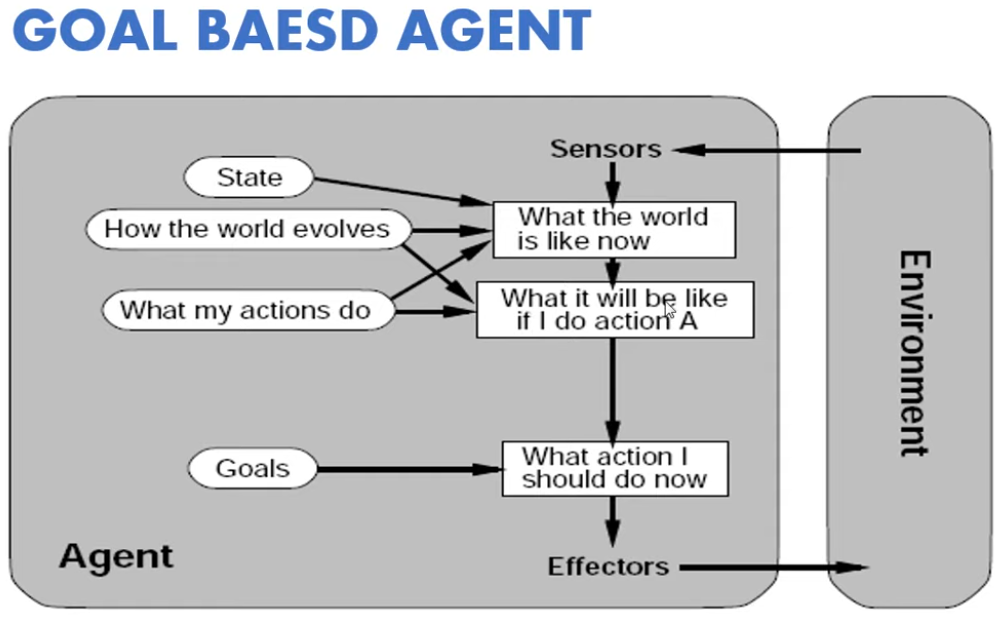 GOAL BAESD AGENT
Sensors
State
What the world
is like now
How the world evolves
What my actions do
What it will be like
if I do action A
Environment
Goals
What action I
should do now
Agent
Effectors